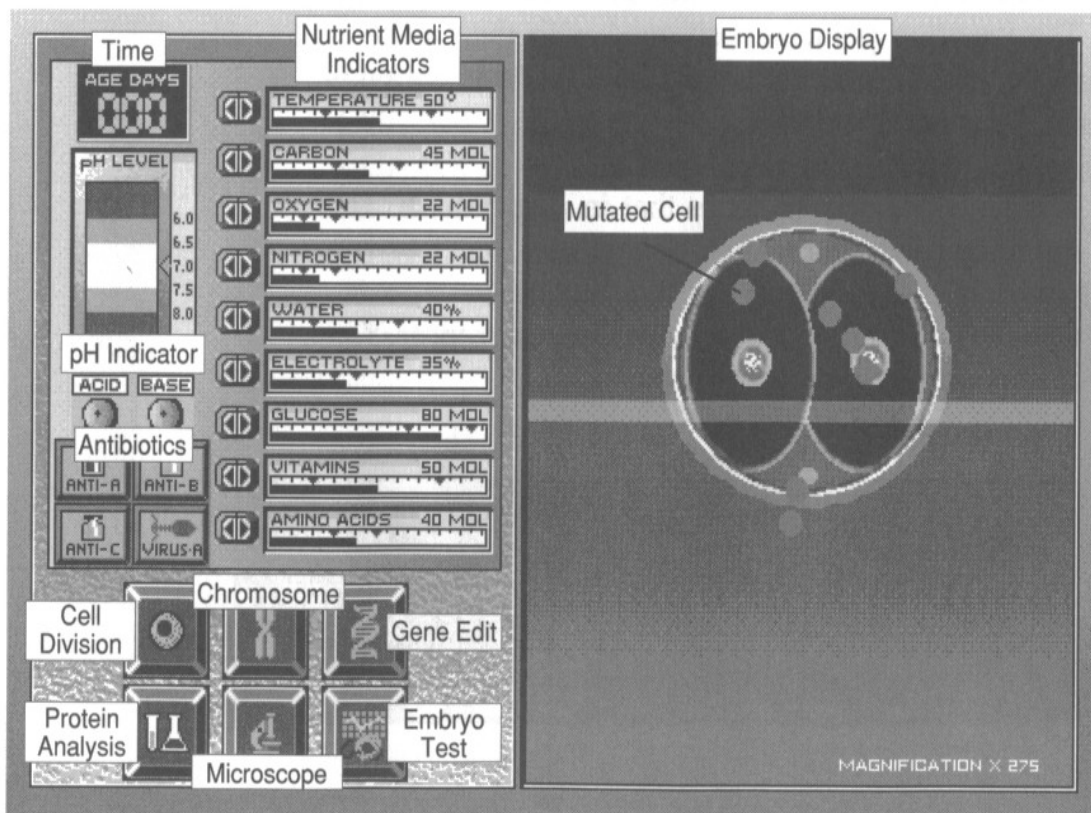 Time
AGE DAYS
000
pH LEVEL
6.0
6.5
7.0
7.5
8.0
pH Indicator
ACID BASE
Antibiotics
ANTI-A ANTI-B
ANTI-C VIRUS-A
Nutrient Media
Indicators
TEMPERATURE 50°
CARBON 45 MOL
OXYGEN 22 MOL
NITROGEN 22 MOL
WATER 40%
ELECTROLYTE 35%
GLUCOSE 80 MOL
VITAMINS 50 MOL
AMINO ACIDS 40 MOL
Cell
Division
Chromosome
Gene Edit
Protein
Analysis
Microscope
Embryo
Test
Embryo Display
Mutated Cell
MAGNIFICATION X 275